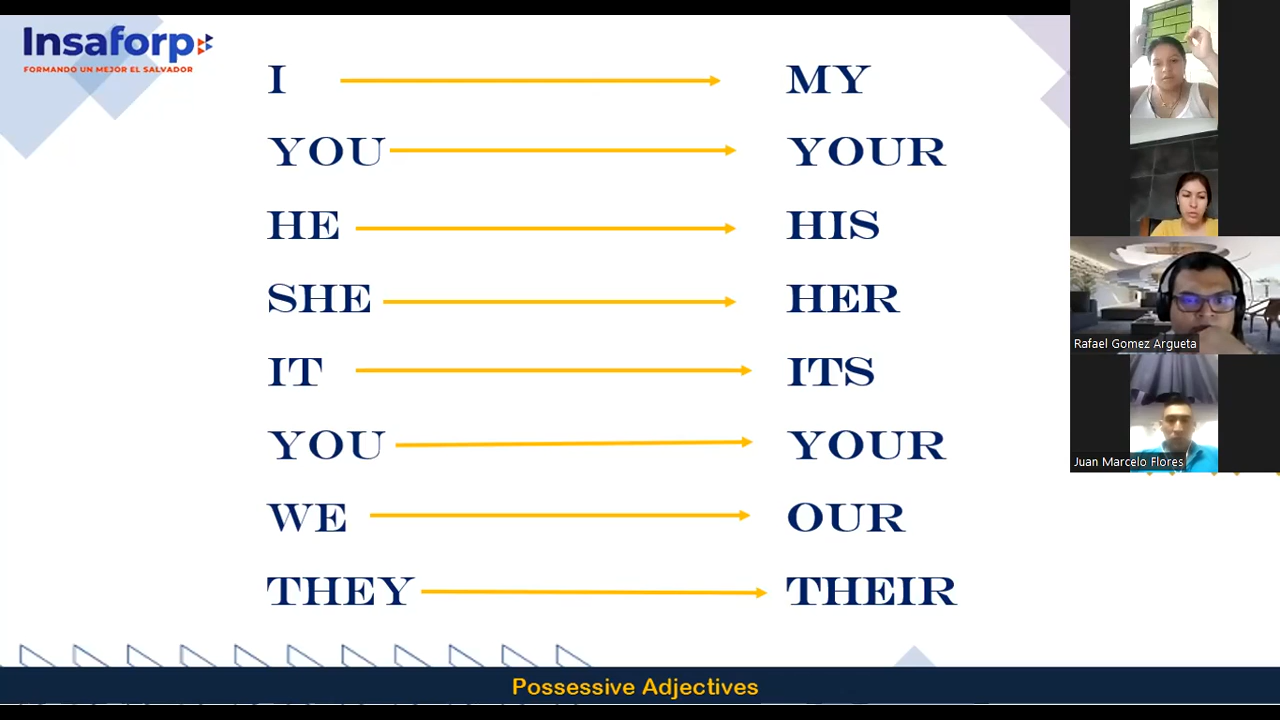 Insaforp
FORMANDO UN MEJOR EL SALVADOR
I MY
YOU YOUR
HE HIS
SHE HER
IT ITS
YOU YOUR
WE OUR
THEY THEIR
Possessive Adjectives
Rafael Gomez Argueta
Juan Marcelo Flores